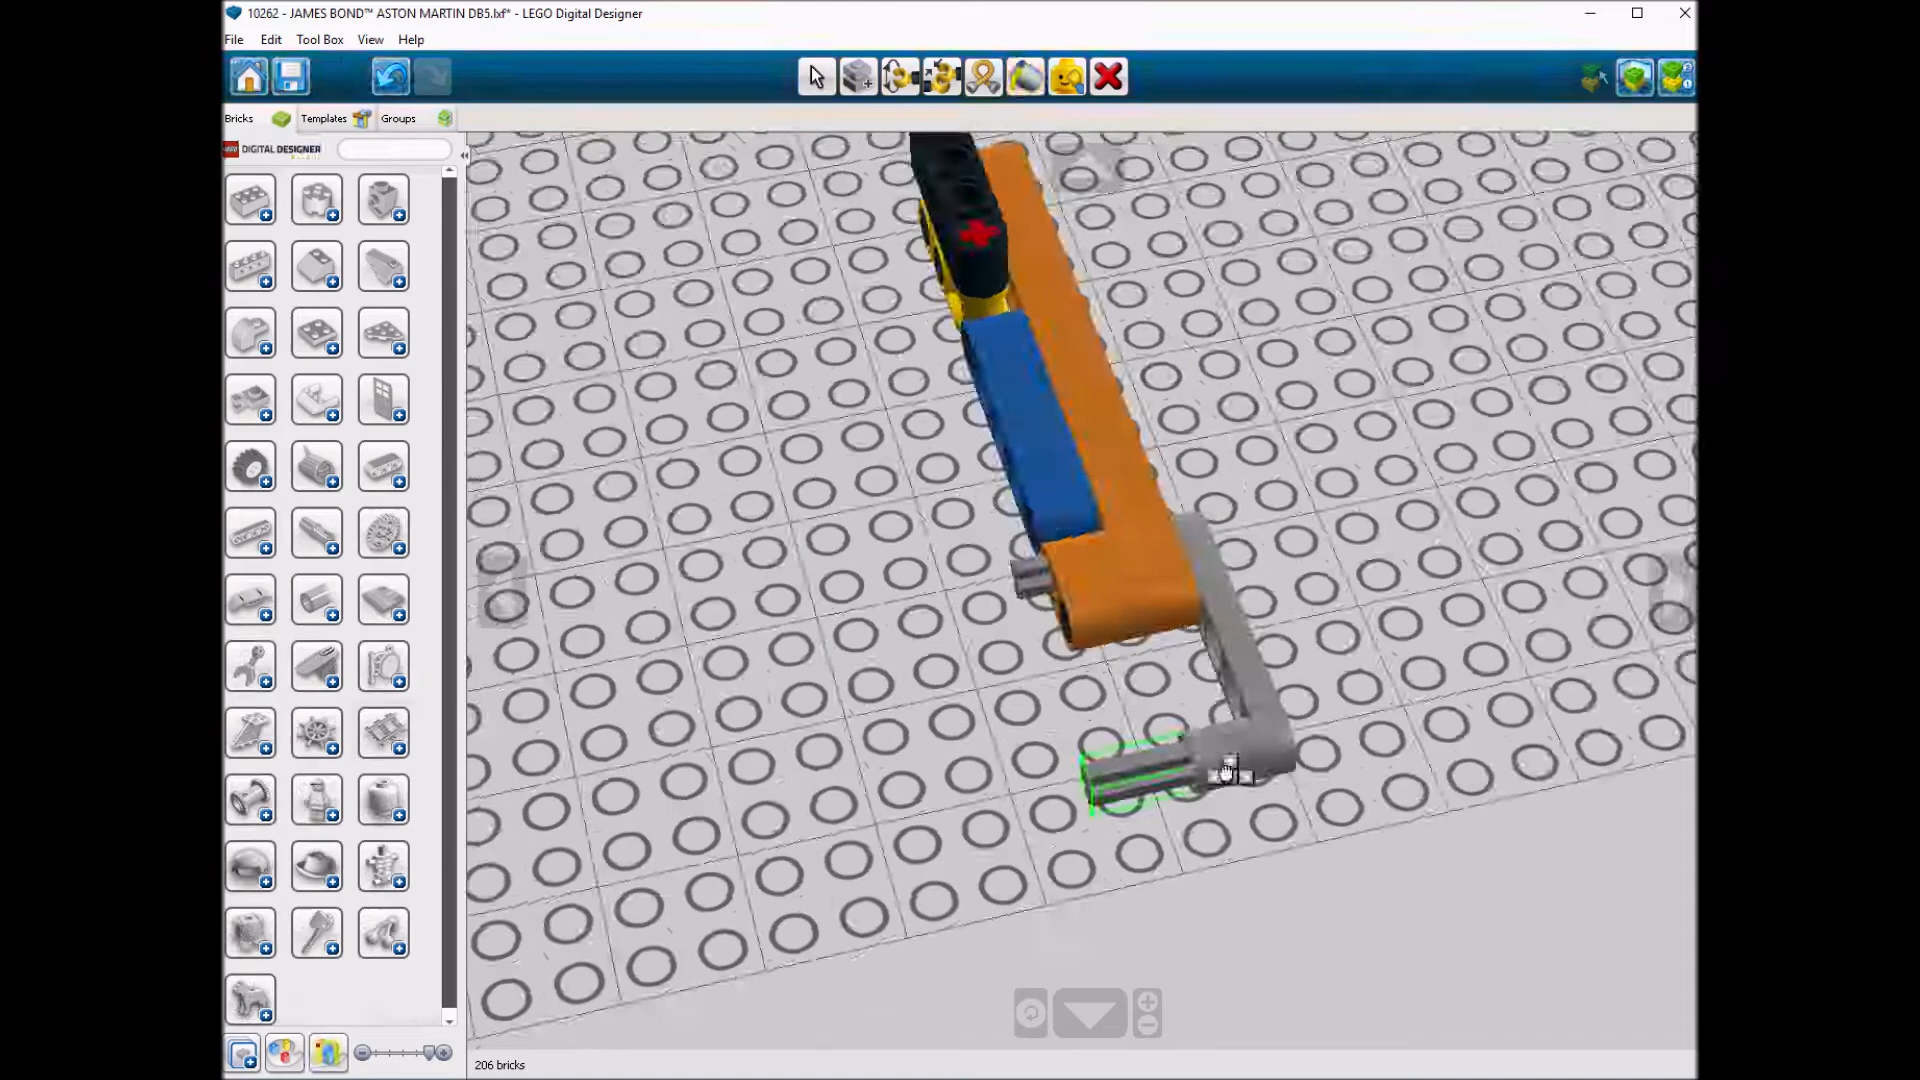 10262 - JAMES BOND™ ASTON MARTIN DB5.lxf* - LEGO Digital Designer
File Edit Tool Box View Help
Bricks Templates Groups
LEGO DIGITAL DESIGNER
206 bricks